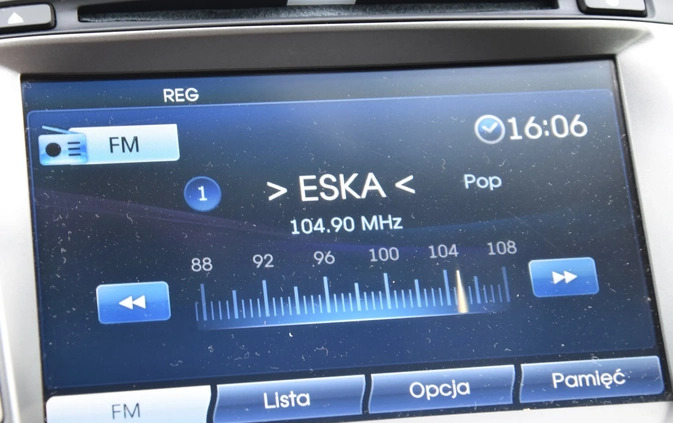 REG
FM
16:06
1
> ESKA <
Pop
104.90 MHz
88 92 96 100 104 108
FM Lista Opcja Pamięć